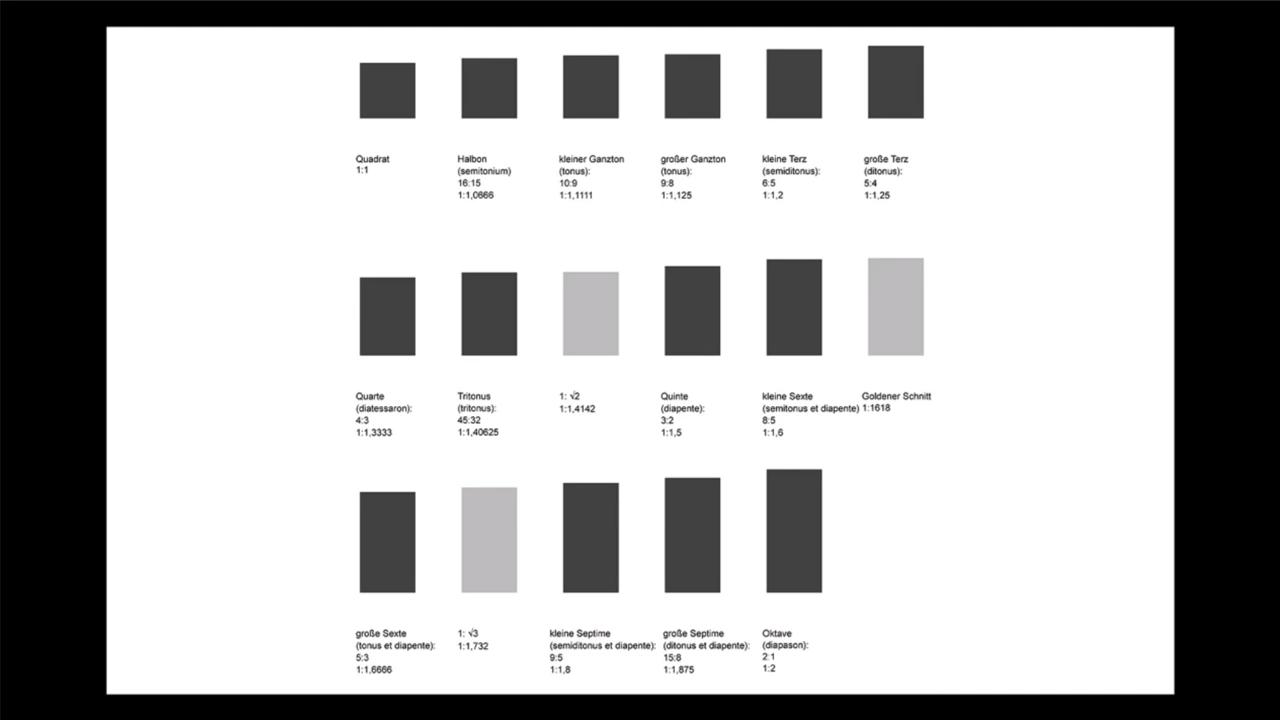 Quadrat
1:1
Halbon
(semitonium)
16:15
1:1,0666
kleiner Ganzton
(tonus):
10:9
1:1,1111
großer Ganzton
(tonus):
9:8
1:1,125
kleine Terz
(semiditonus):
6:5
1:1,2
große Terz
(ditonus):
5:4
1:1,25
Quarte
(diatessaron):
4:3
1:1,3333
Tritonus
(tritonus):
45:32
1:1,40625
1: √2
1:1,4142
Quinte
(diapente):
3:2
1:1,5
kleine Sexte
(semitonus et diapente)
8:5
1:1,6
Goldener Schnitt
1:1618
große Sexte
(tonus et diapente):
5:3
1:1,6666
1: √3
1:1,732
kleine Septime
(semiditonus et diapente):
9:5
1:1,8
große Septime
(ditonus et diapente):
15:8
1:1,875
Oktave
(diapason):
2:1
1:2